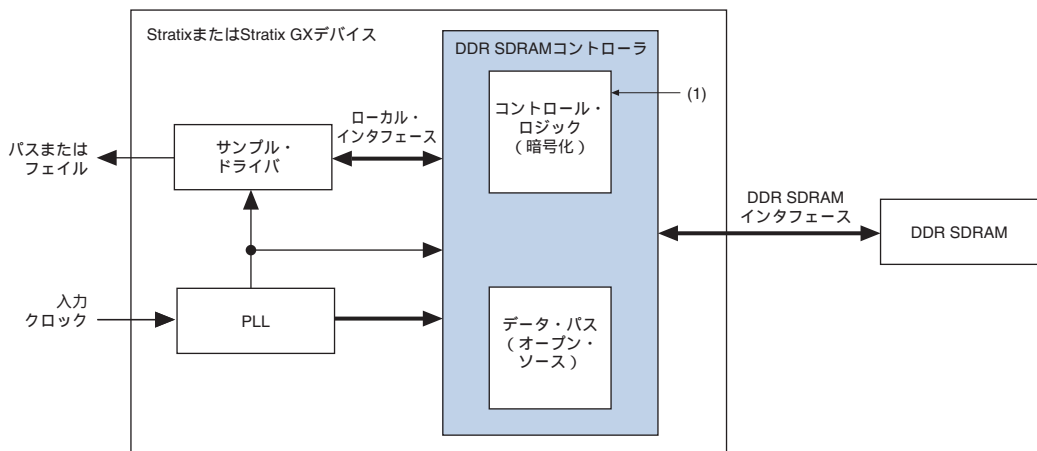 StratixまたはStratix GXデバイス
DDR SDRAMコントローラ
コントロール・
ロジック
(暗号化)
(1)
ローカル・
インタフェース
サンプル・
ドライバ
パスまたは
フェイル
DDR SDRAM
インタフェース
DDR SDRAM
入力
クロック
PLL
データ・パス
(オープン・
ソース)